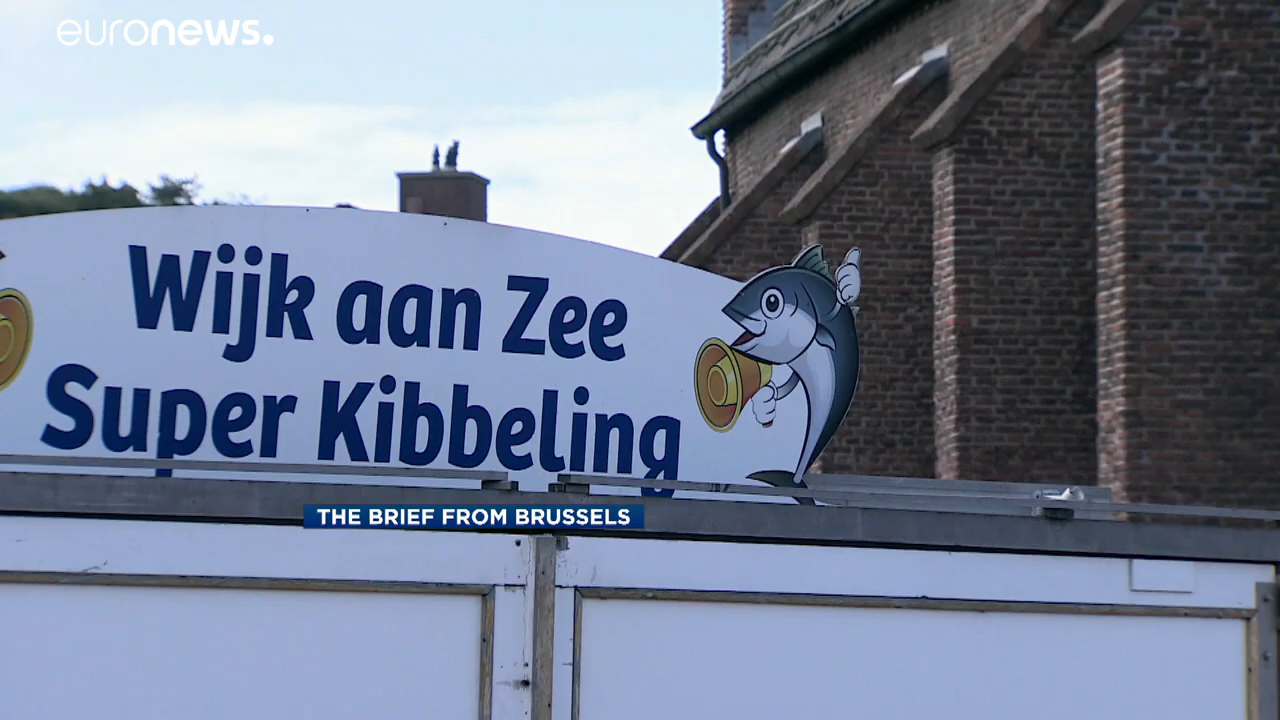 euronews.
Wijk aan Zee
Super Kibbeling
THE BRIEF FROM BRUSSELS